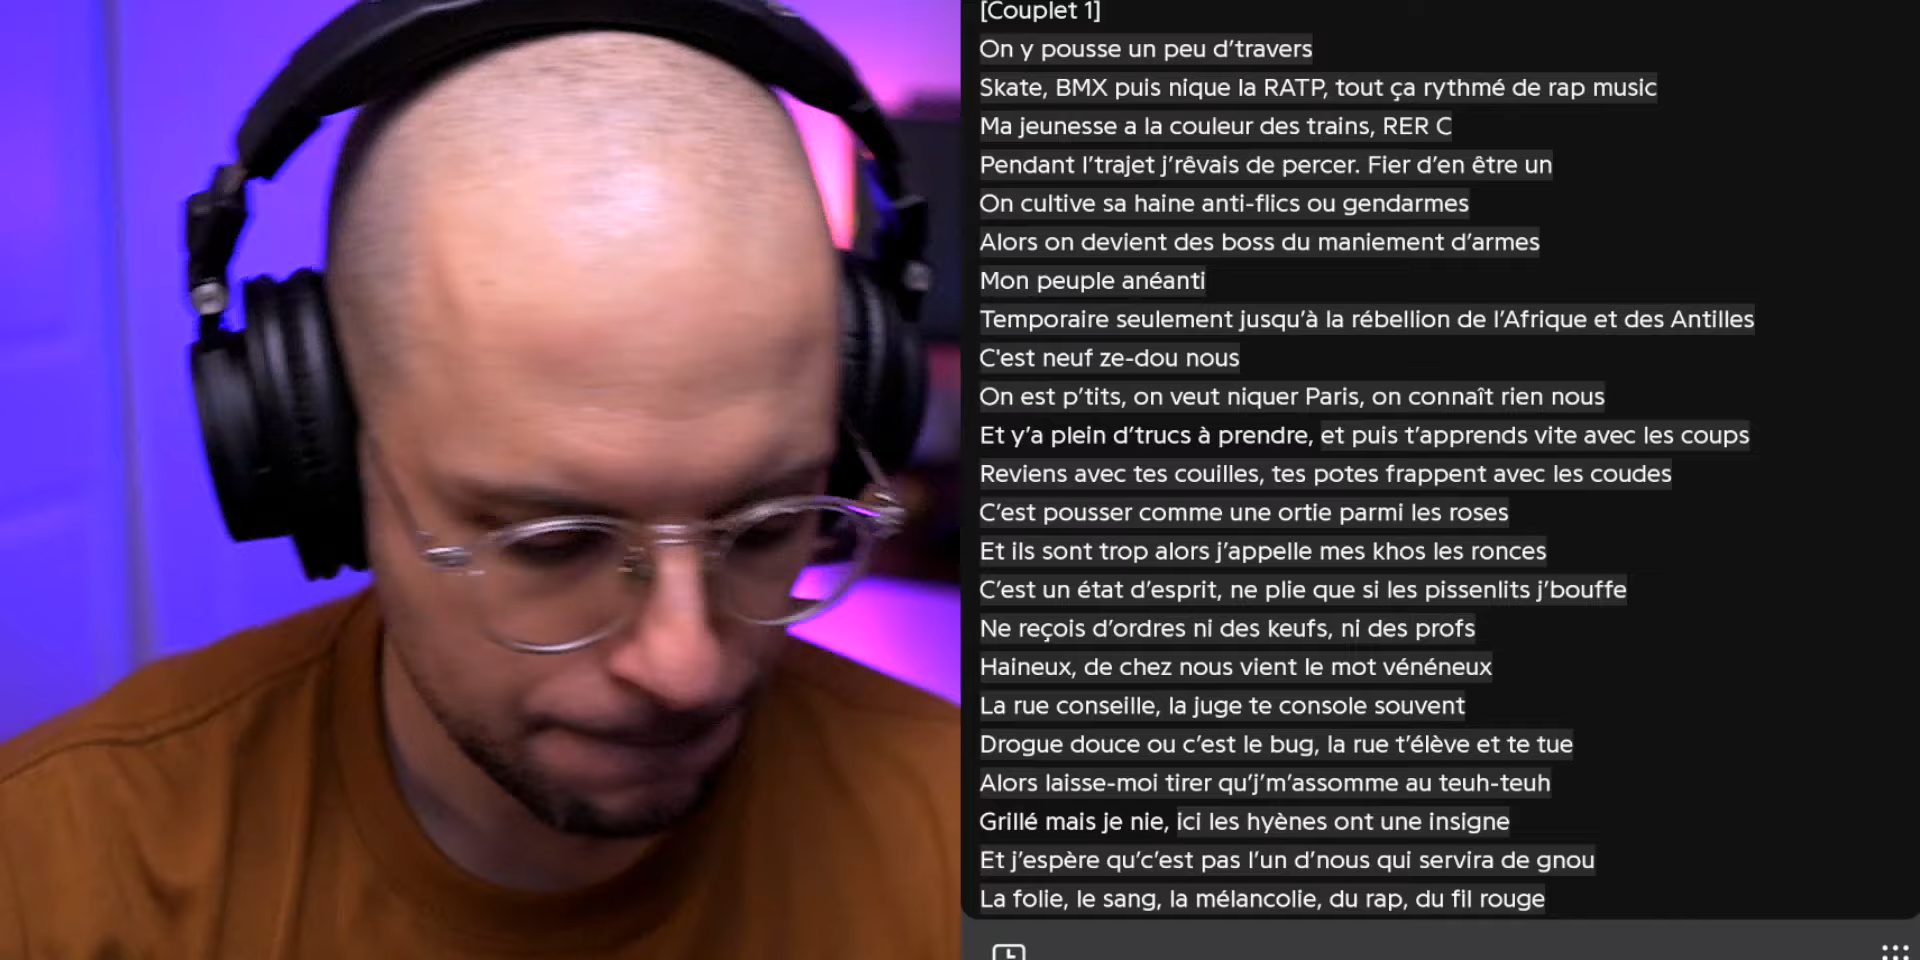 [Couplet 1]
On y pousse un peu d’travers
Skate, BMX puis nique la RATP, tout ça rythmé de rap music
Ma jeunesse a la couleur des trains, RER C
Pendant l’trajet j’rêvais de percer. Fier d’en être un
On cultive sa haine anti-flics ou gendarmes
Alors on devient des boss du maniement d’armes
Mon peuple anéanti
Temporaire seulement jusqu’à la rébellion de l’Afrique et des Antilles
C'est neuf ze-dou nous
On est p’tits, on veut niquer Paris, on connaît rien nous
Et y’a plein d’trucs à prendre, et puis t’apprends vite avec les coups
Reviens avec tes couilles, tes potes frappent avec les coudes
C’est pousser comme une ortie parmi les roses
Et ils sont trop alors j’appelle mes khos les ronces
C’est un état d’esprit, ne plie que si les pissenlits j’bouffe
Ne reçois d’ordres ni des keufs, ni des profs
Haineux, de chez nous vient le mot vénéneux
La rue conseille, la juge te console souvent
Drogue douce ou c’est le bug, la rue t’élève et te tue
Alors laisse-moi tirer qu’j’m’assomme au teuh-teuh
Grillé mais je nie, ici les hyènes ont une insigne
Et j’espère qu’c’est pas l’un d’nous qui servira de gnou
La folie, le sang, la mélancolie, du rap, du fil rouge